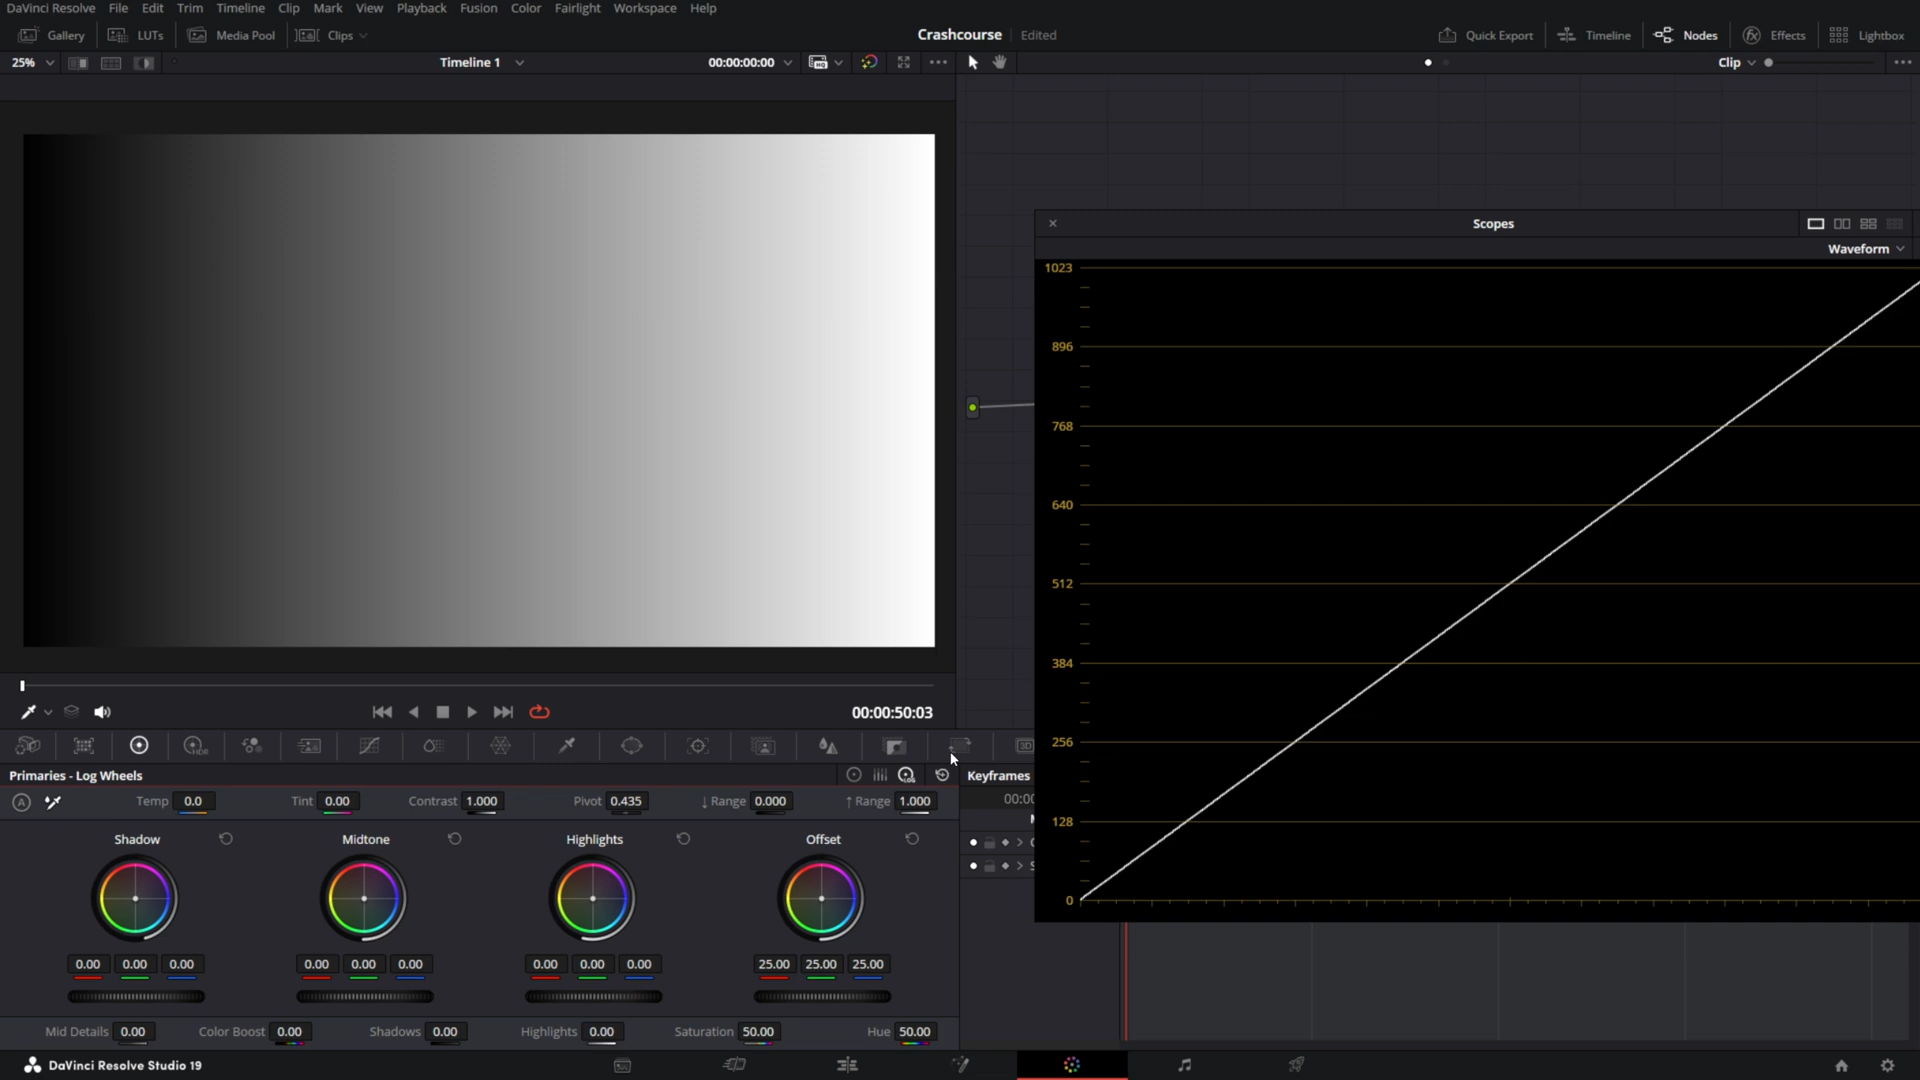 DaVinci Resolve File Edit Trim Timeline Clip Mark View Playback Fusion Color Fairlight Workspace Help
Gallery LUTs Media Pool Clips Crashcourse Edited Quick Export Timeline Nodes Effects Lightbox
25% Timeline 1 00:00:00:00 Clip
Scopes
Waveform
1023
896
768
640
512
384
256
128
0
00:00:50:03
Primaries - Log Wheels Keyframes
Temp 0.0 Tint 0.00 Contrast 1.000 Pivot 0.435 ↓ Range 0.000 ↑ Range 1.000 00:00
Shadow Midtone Highlights Offset
0.00 0.00 0.00 0.00 0.00 0.00 0.00 0.00 0.00 25.00 25.00 25.00
Mid Details 0.00 Color Boost 0.00 Shadows 0.00 Highlights 0.00 Saturation 50.00 Hue 50.00
DaVinci Resolve Studio 19